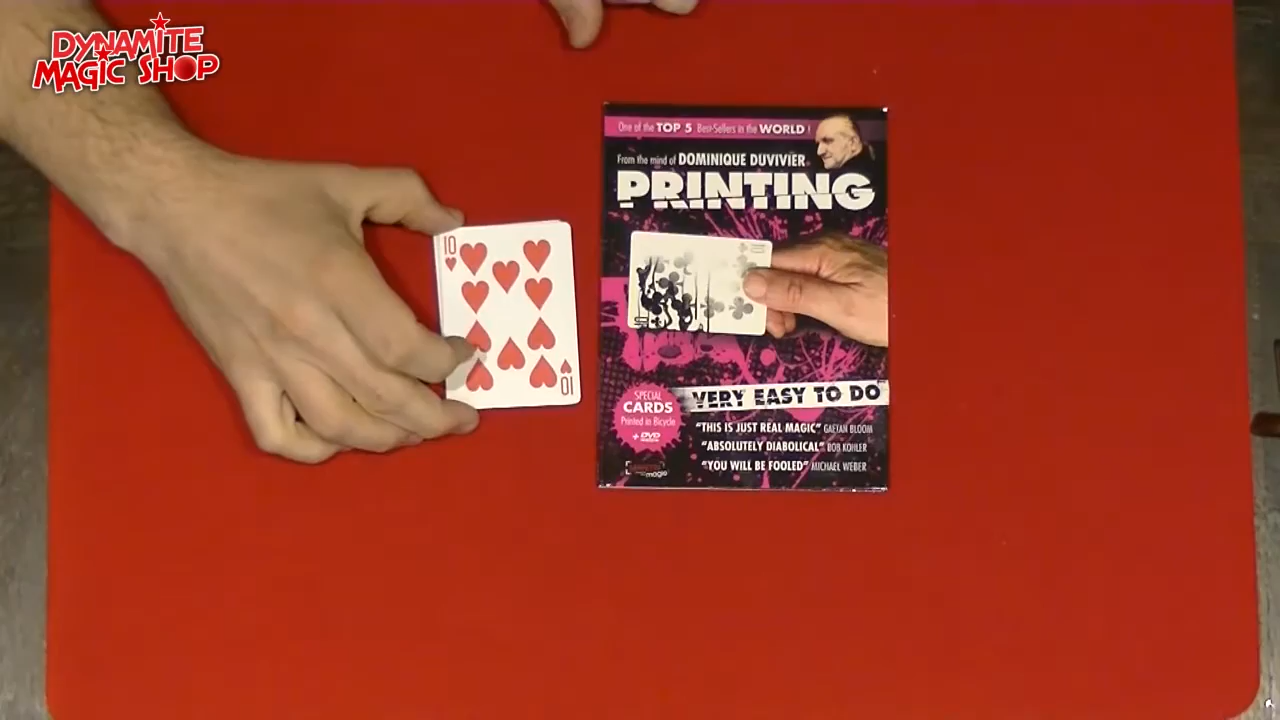 DYNAMITE
MAGIC SHOP
One of the TOP 5 Best-Sellers in the WORLD !
From the mind of DOMINIQUE DUVIVIER
PRINTING
10
10
VERY EASY TO DO
SPECIAL
CARDS
Printed in Bicycle
+ DVD
"THIS IS JUST REAL MAGIC" GAETAN BLOOM
"ABSOLUTELY DIABOLICAL" BOB KOHLER
"YOU WILL BE FOOLED" MICHAEL WEBER
magic